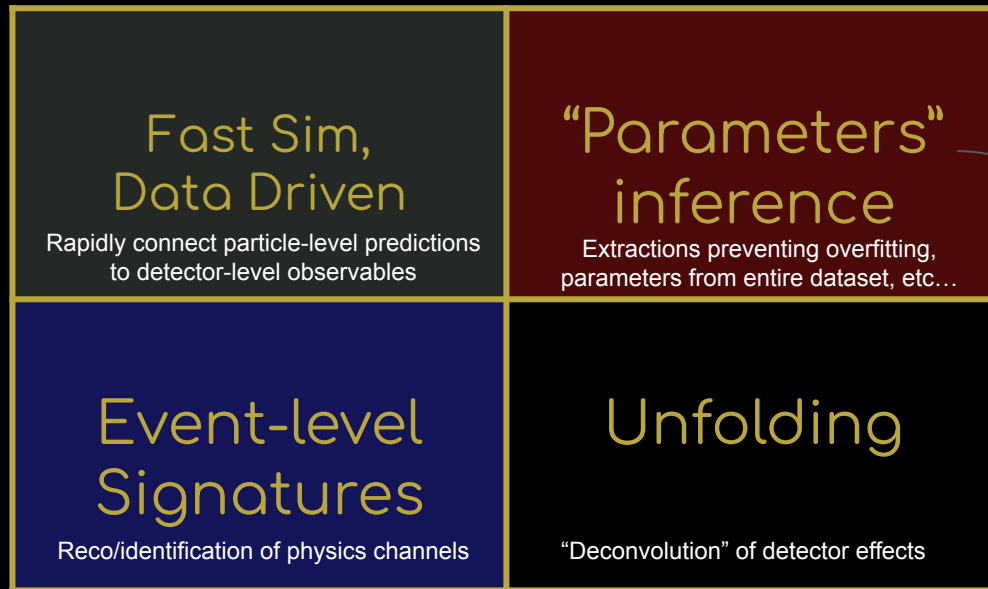 Fast Sim,
Data Driven
Rapidly connect particle-level predictions
to detector-level observables
“Parameters”
inference
Extractions preventing overfitting,
parameters from entire dataset, etc…
Event-level
Signatures
Reco/identification of physics channels
Unfolding
“Deconvolution” of detector effects